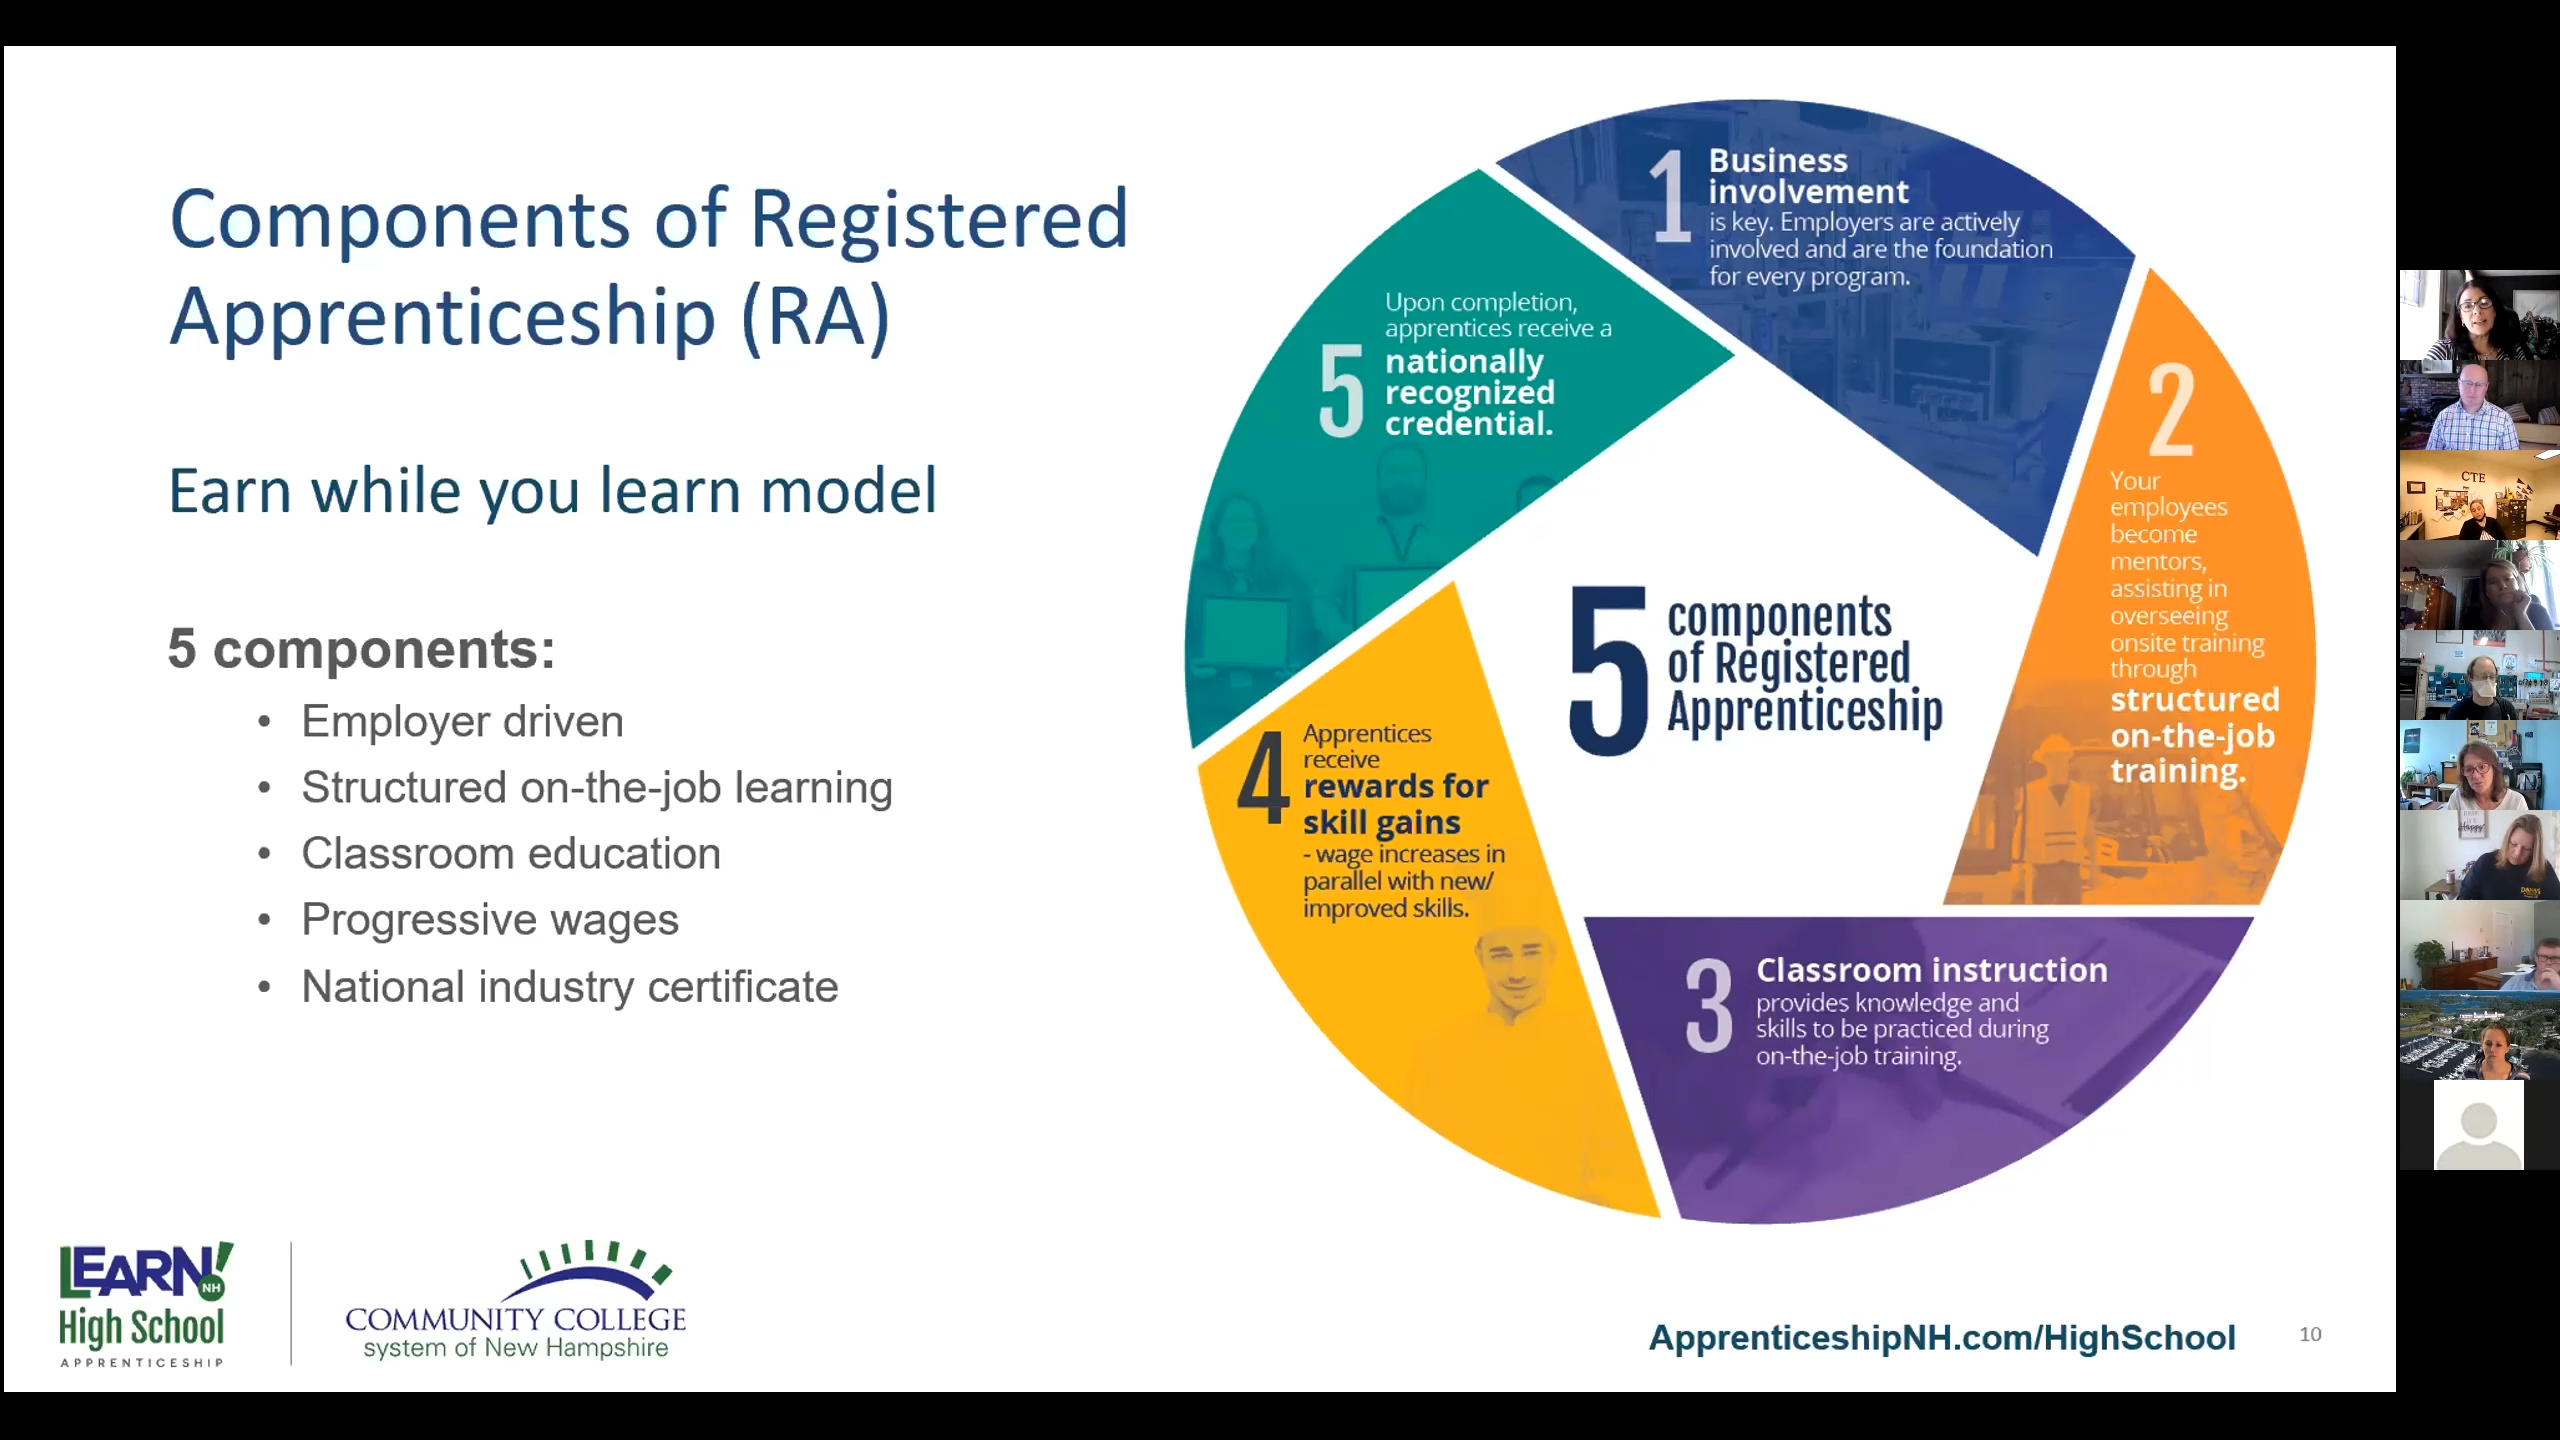 Components of Registered
Apprenticeship (RA)
Earn while you learn model
5 components:
• Employer driven
• Structured on-the-job learning
• Classroom education
• Progressive wages
• National industry certificate
1
Business
involvement
is key. Employers are actively
involved and are the foundation
for every program.
2
Your
employees
become
mentors,
assisting in
overseeing
onsite training
through
structured
on-the-job
training.
3
Classroom instruction
provides knowledge and
skills to be practiced during
on-the-job training.
4
Apprentices
receive
rewards for
skill gains
- wage increases in
parallel with new/
improved skills.
5
Upon completion,
apprentices receive a
nationally
recognized
credential.
5 components
of Registered
Apprenticeship
LEARN!
NH
High School
APPRENTICESHIP
COMMUNITY COLLEGE
system of New Hampshire
ApprenticeshipNH.com/HighSchool
10
CTE
Happy